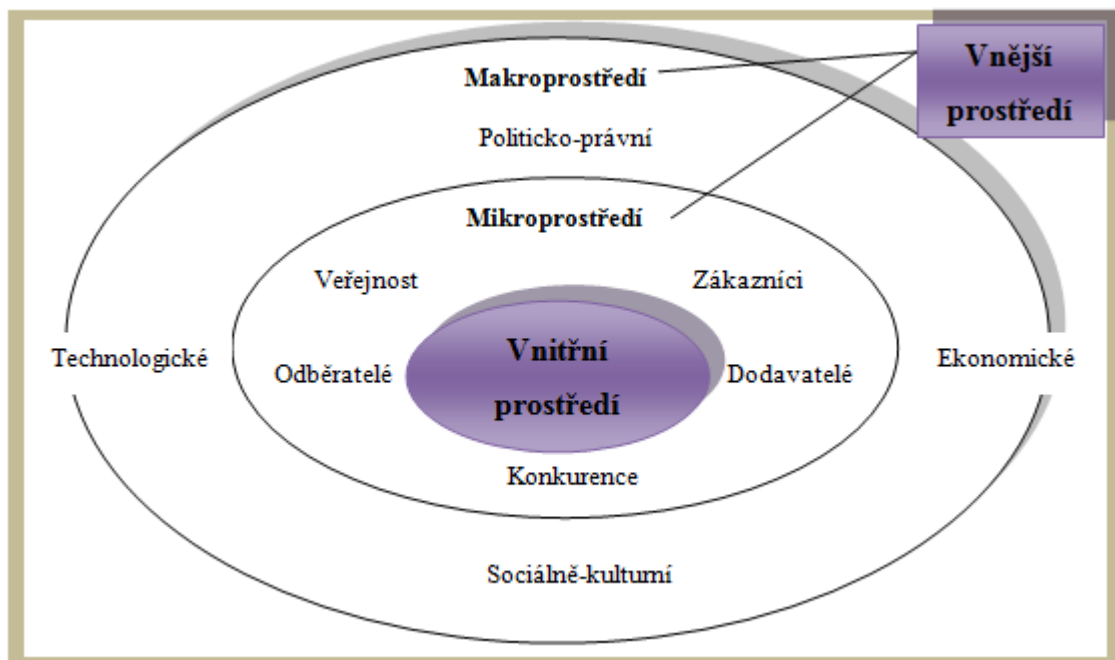 Vnější
prostředí
Makroprostředí
Politicko-právní
Mikroprostředí
Veřejnost
Zákazníci
Technologické
Odběratelé
Vnitřní
prostředí
Dodavatelé
Ekonomické
Konkurence
Sociálně-kulturní